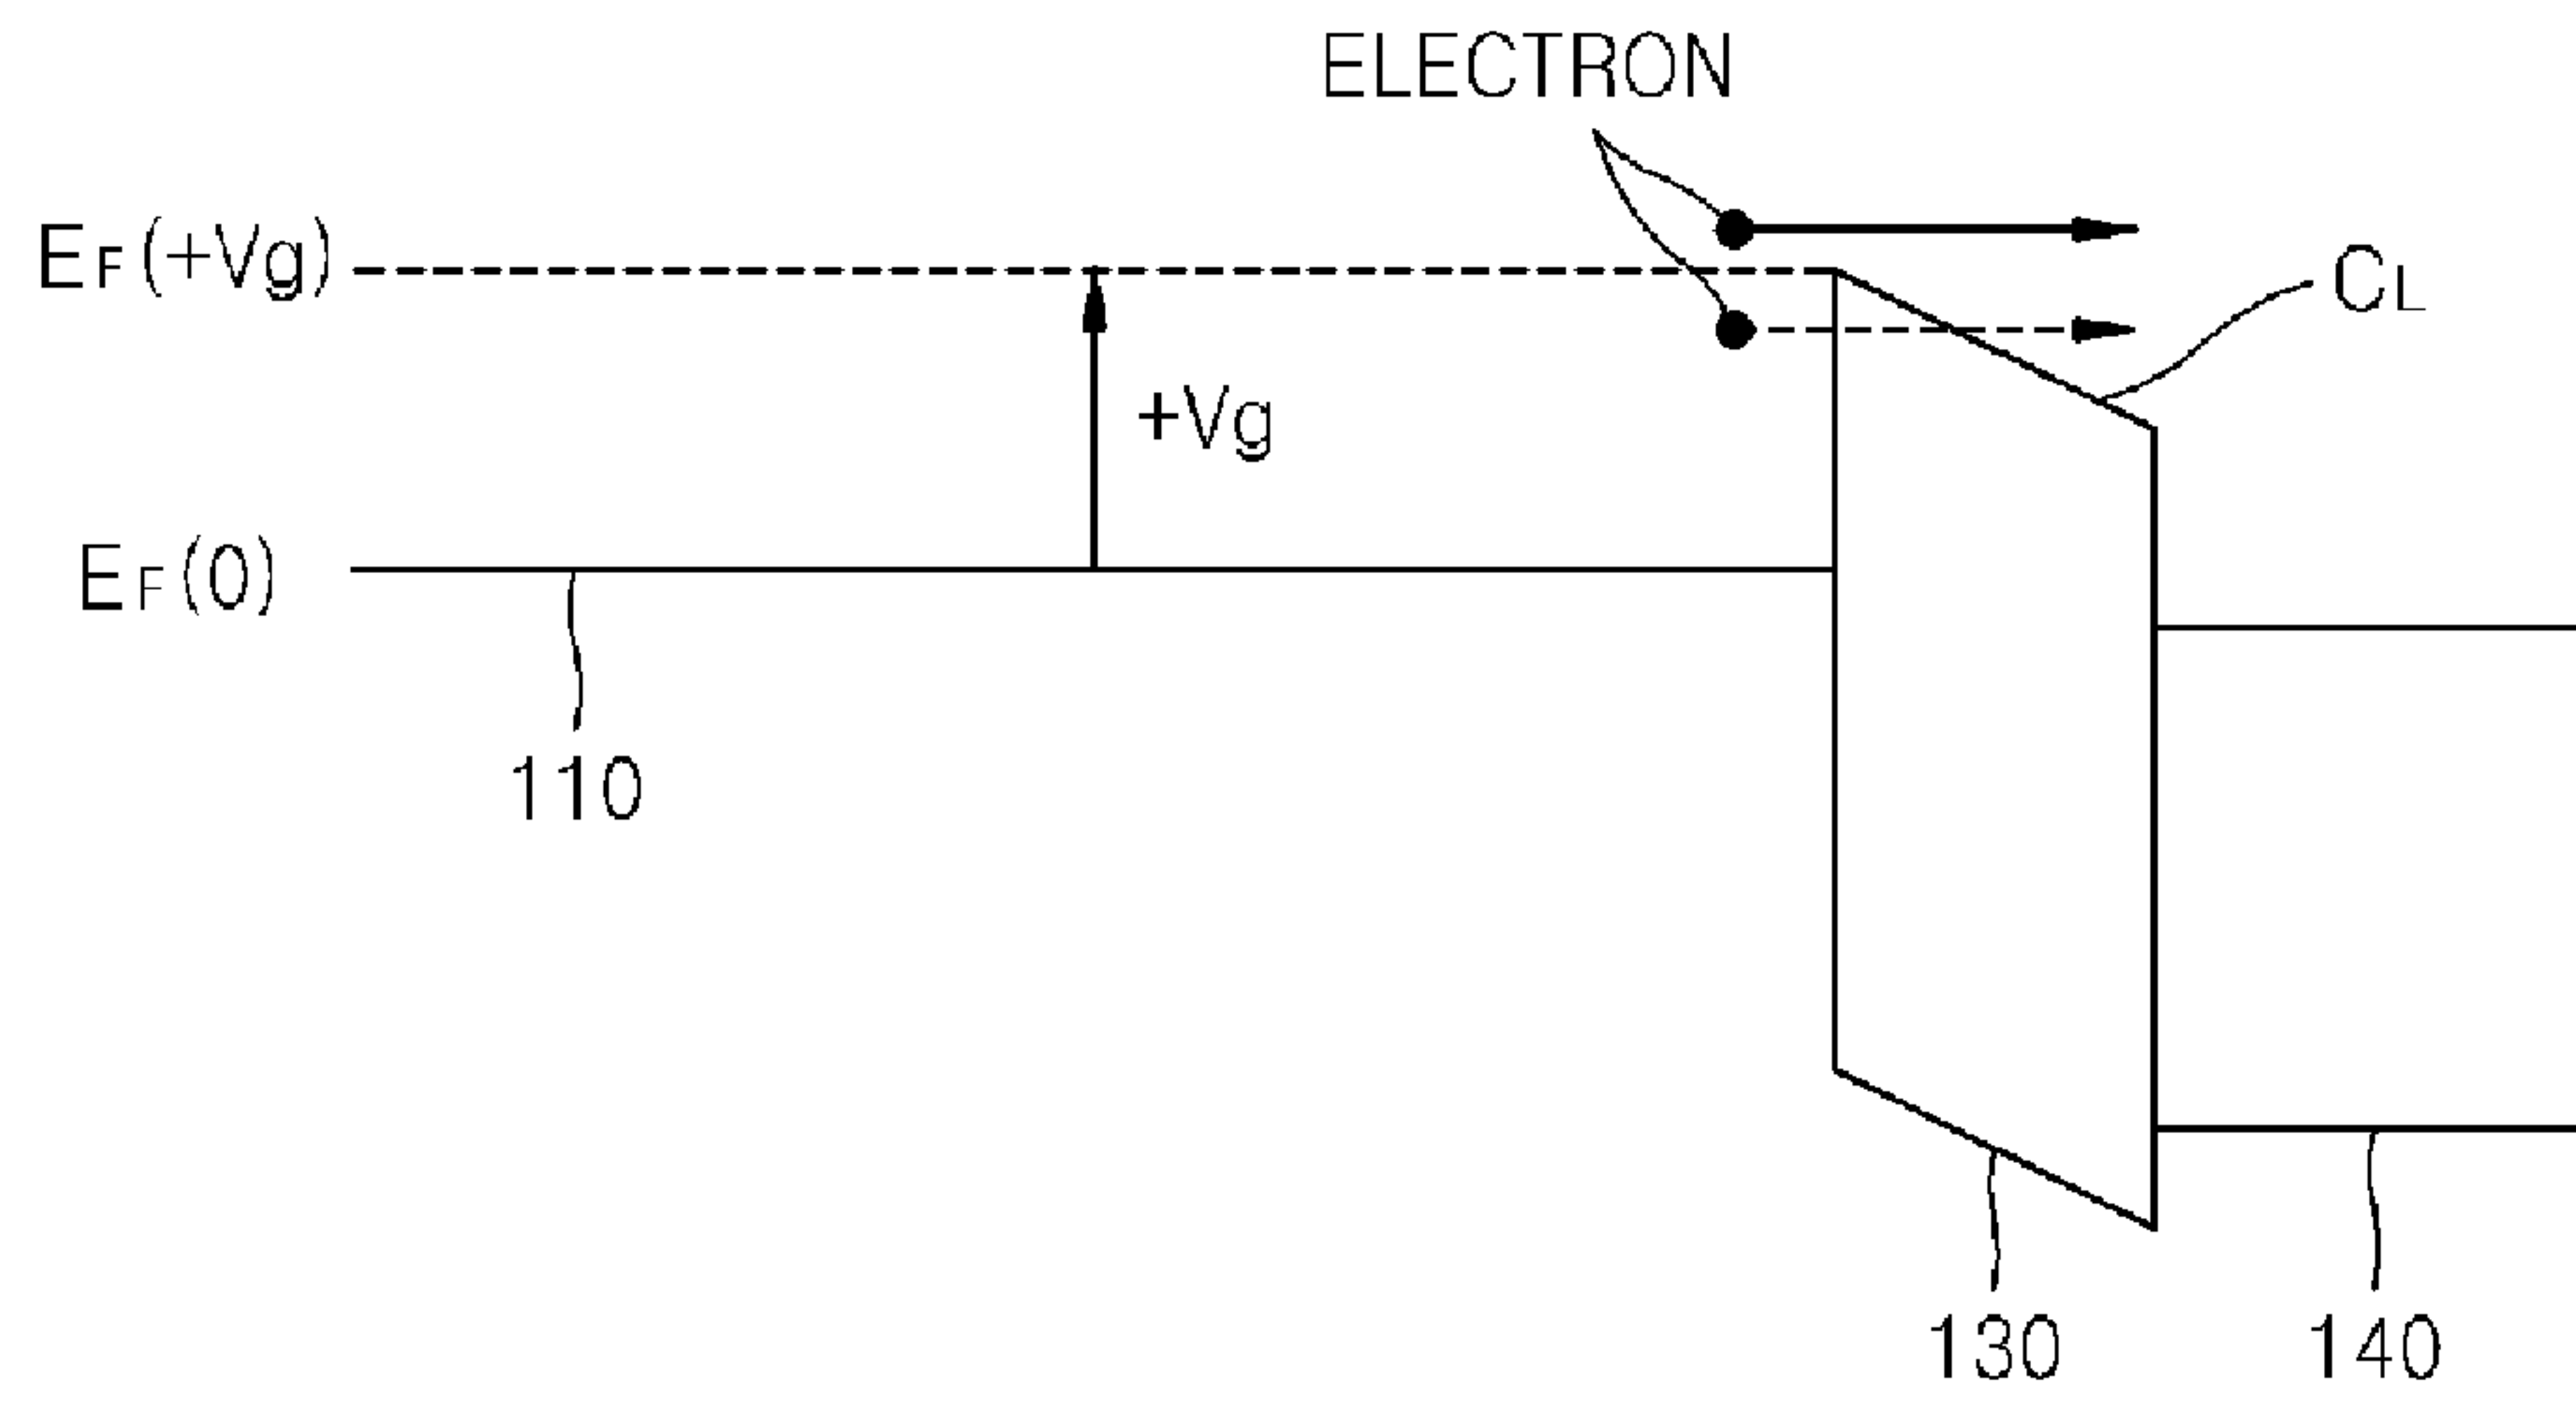 ELECTRON
EF(+Vg)
CL
+Vg
EF(0)
110
130
140